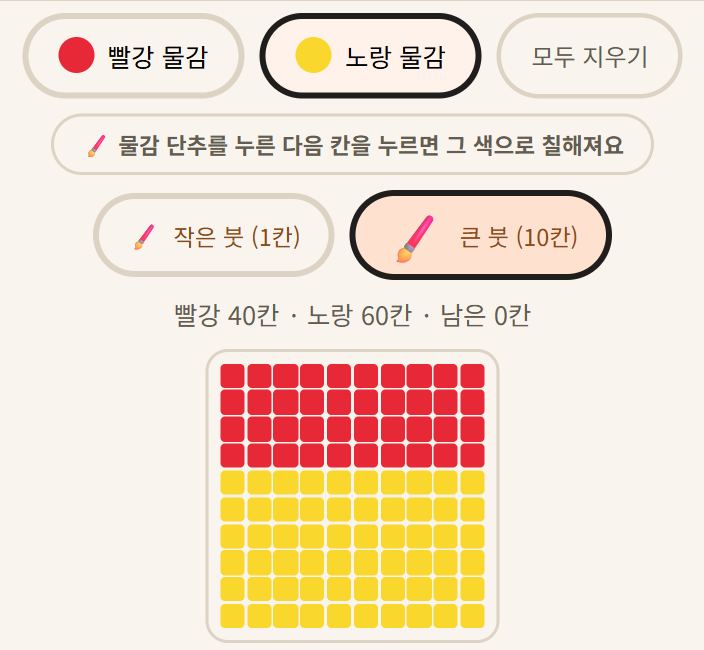 빨강 물감 노랑 물감 모두 지우기
물감 단추를 누른 다음 칸을 누르면 그 색으로 칠해져요
작은 붓 (1칸) 큰 붓 (10칸)
빨강 40칸 · 노랑 60칸 · 남은 0칸